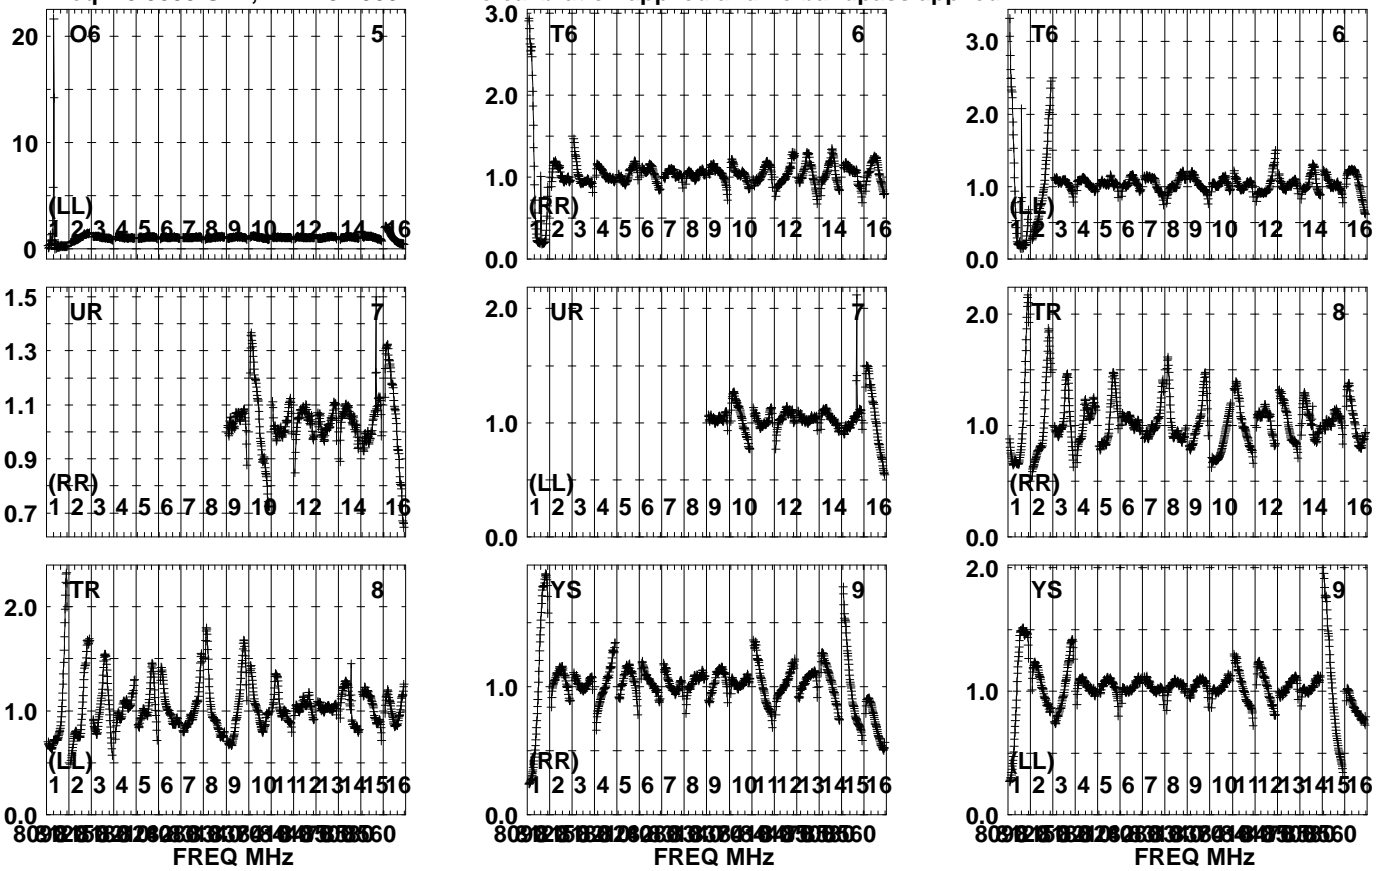 O6 5
20
10
0
(LL)
1 2 3 4 5 6 7 8 9 10 12 14 16
T6 6
3.0
2.0
1.0
0.0
(RR)
1 2 3 4 5 6 7 8 9 10 12 14 16
T6 6
3.0
2.0
1.0
0.0
(LL)
1 2 3 4 5 6 7 8 9 10 12 14 16
UR 7
1.5
1.3
1.1
0.9
0.7
(RR)
1 2 3 4 5 6 7 8 9 10 12 14 16
UR 7
2.0
1.0
0.0
(LL)
1 2 3 4 5 6 7 8 9 10 12 14 16
TR 8
2.0
1.0
0.0
(RR)
1 2 3 4 5 6 7 8 9 10 12 14 16
TR 8
2.0
1.0
0.0
(LL)
1 2 3 4 5 6 7 8 9 10 11 12 13 14 15 16
FREQ MHz
YS 9
1.0
0.0
(RR)
1 2 3 4 5 6 7 8 9 10 11 12 13 14 15 16
FREQ MHz
YS 9
2.0
1.0
0.0
(LL)
1 2 3 4 5 6 7 8 9 10 11 12 13 14 15 16
FREQ MHz